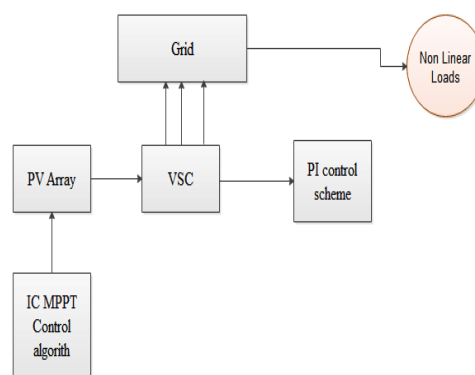 Grid
Non Linear
Loads
PV Array
VSC
PI control
scheme
IC MPPT
Control
algorith